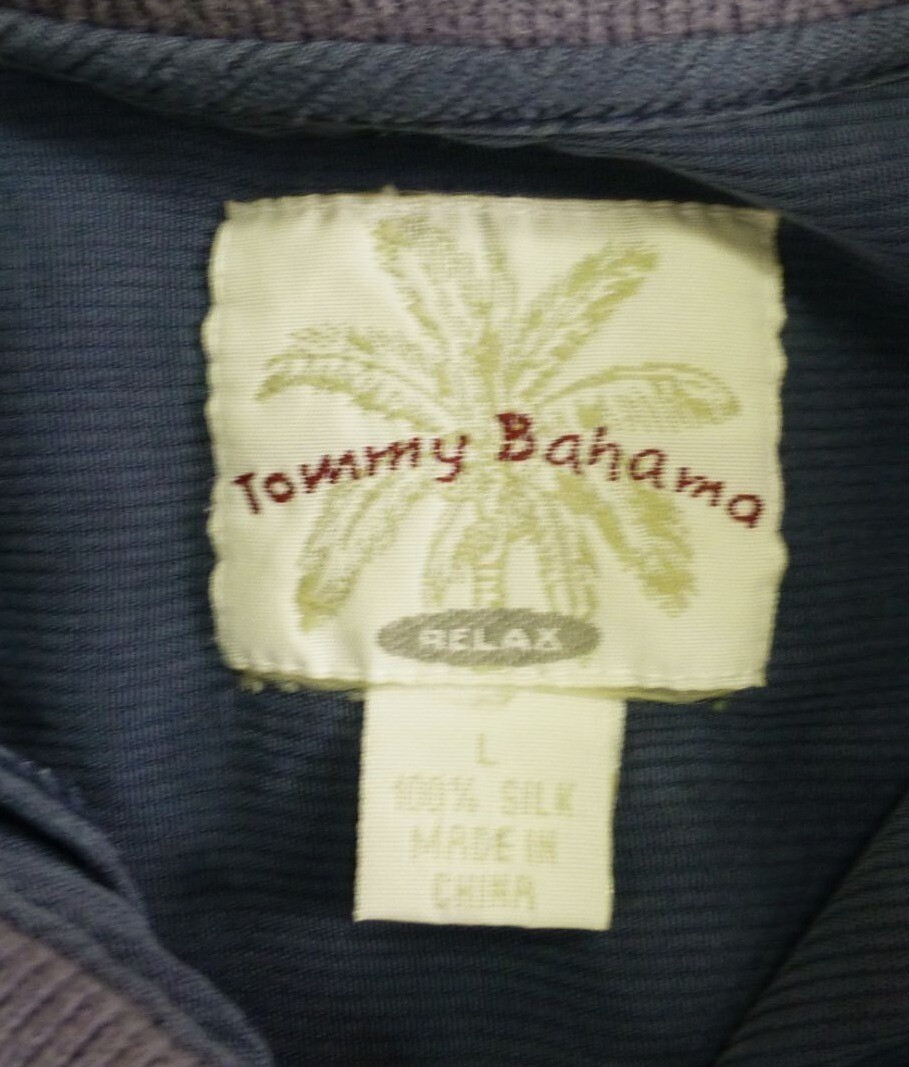 Tommy Bahama
RELAX
L
100% SILK
MADE IN
CHINA